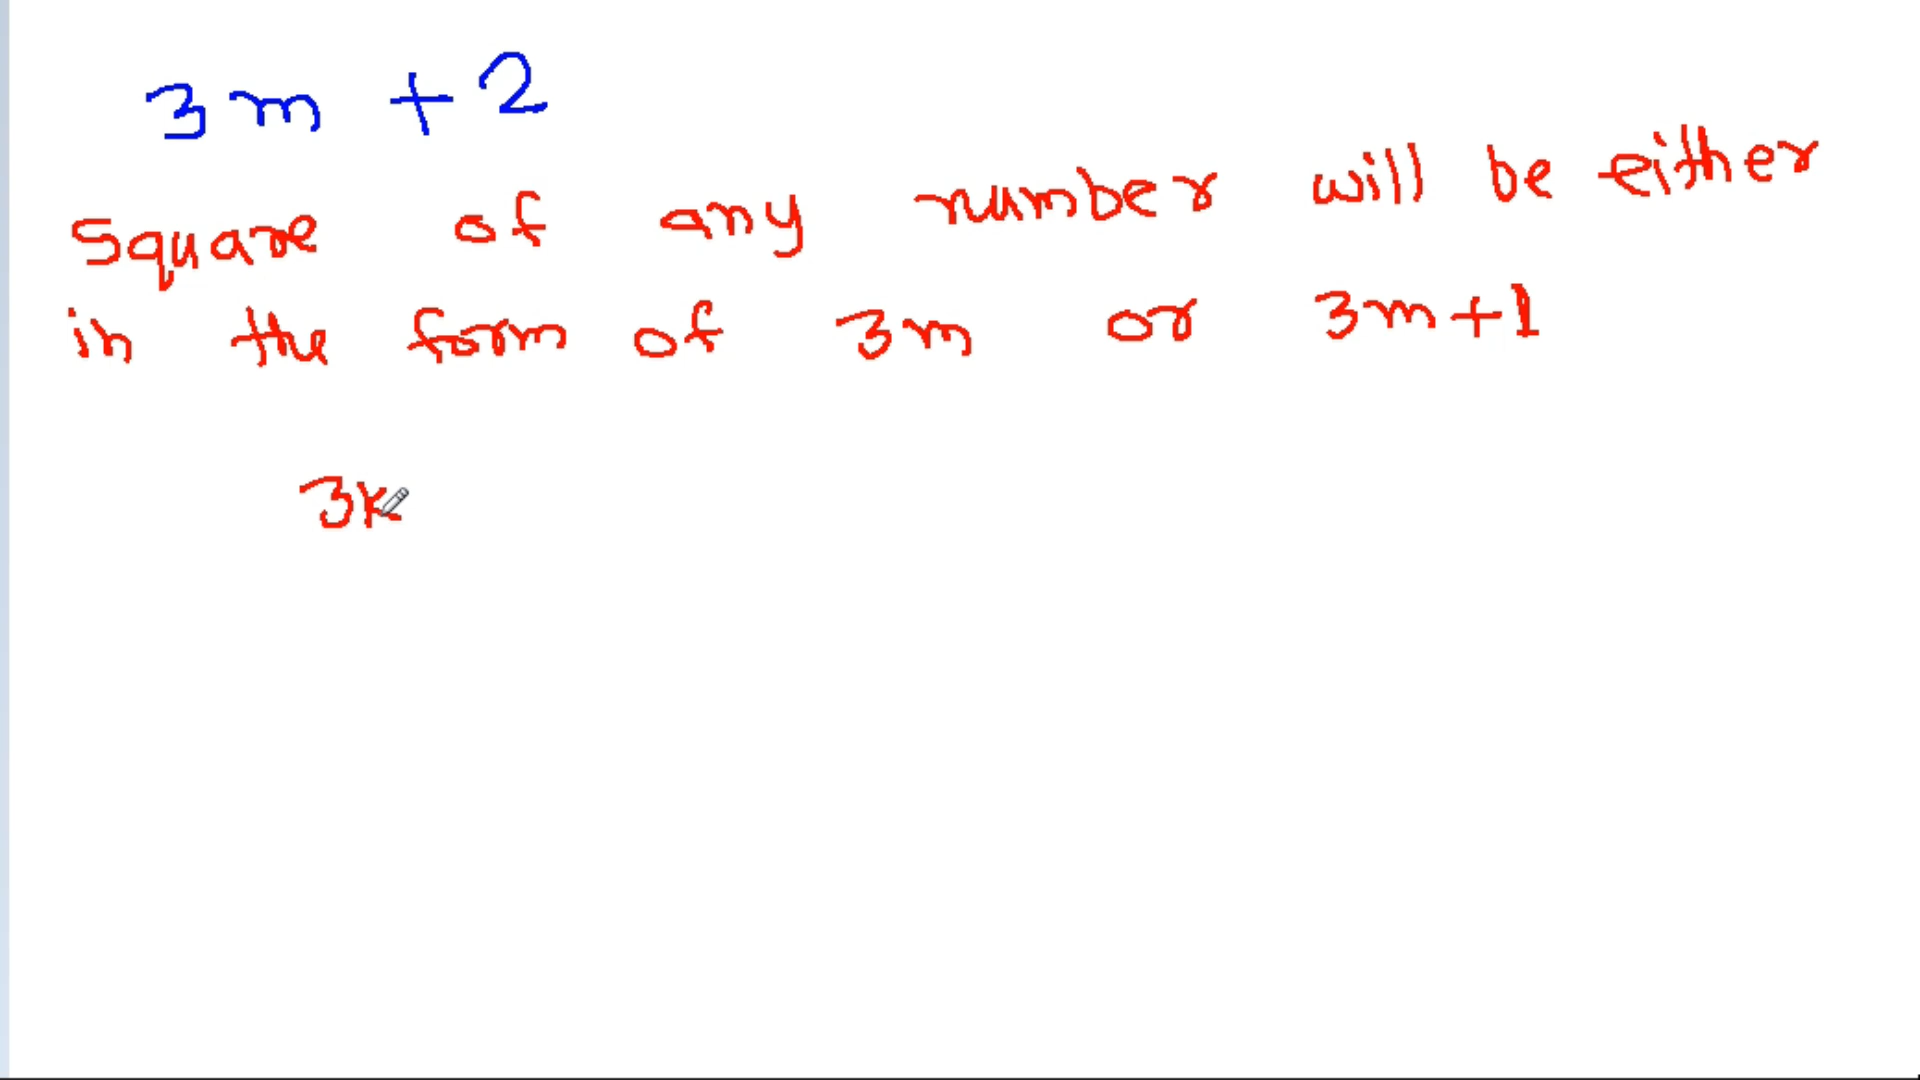 3m + 2
Square of any number will be either
in the form of 3m or 3m+1
3k